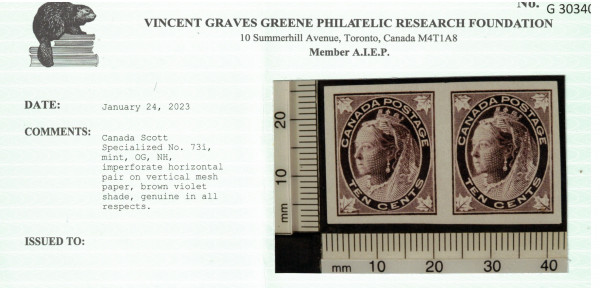 No. G 30340
VINCENT GRAVES GREENE PHILATELIC RESEARCH FOUNDATION
10 Summerhill Avenue, Toronto, Canada M4T1A8
Member A.I.E.P.
DATE: January 24, 2023
COMMENTS: Canada Scott
Specialized No. 73i,
mint, OG, NH,
imperforate horizontal
pair on vertical mesh
paper, brown violet
shade, genuine in all
respects.
ISSUED TO:
20
10
mm
CANADA POSTAGE
TEN CENTS
CANADA POSTAGE
TEN CENTS
mm 10 20 30 40